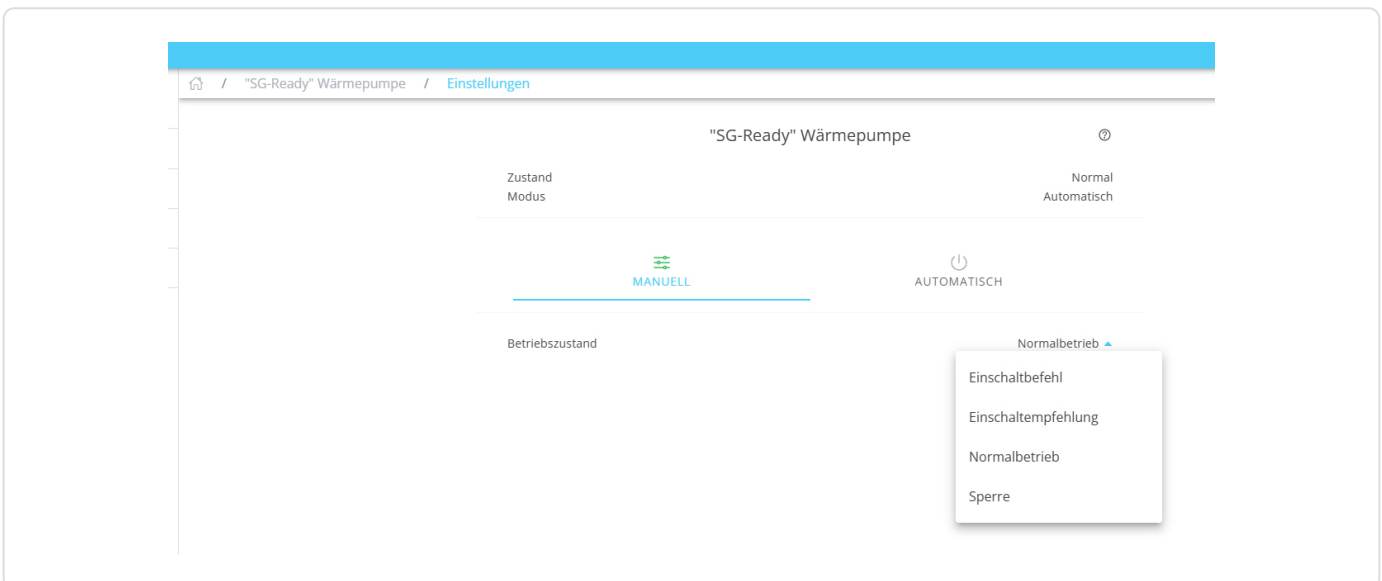 / "SG-Ready" Wärmepumpe / Einstellungen
"SG-Ready" Wärmepumpe
Zustand Normal
Modus Automatisch
MANUELL AUTOMATISCH
Betriebszustand Normalbetrieb
Einschaltbefehl
Einschaltempfehlung
Normalbetrieb
Sperre